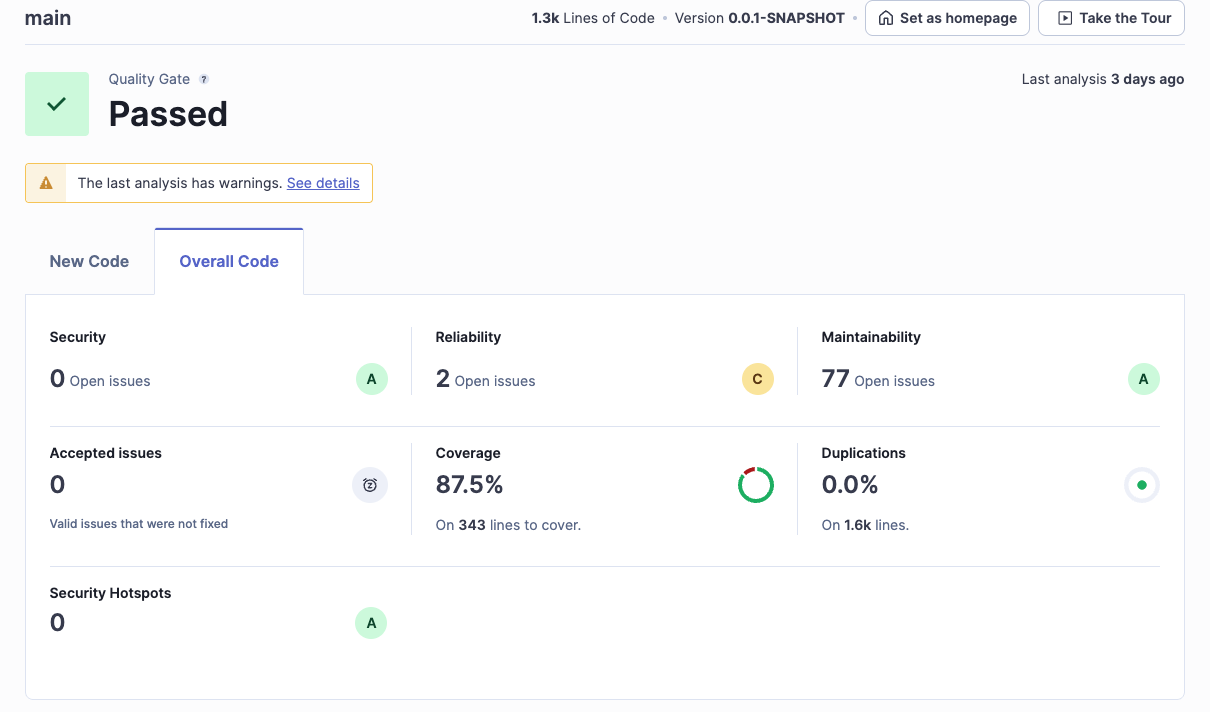 main
1.3k Lines of Code • Version 0.0.1-SNAPSHOT •
Set as homepage
Take the Tour
Quality Gate ?
Last analysis 3 days ago
Passed
The last analysis has warnings. See details
New Code
Overall Code
Security
Reliability
Maintainability
0 Open issues
A
2 Open issues
C
77 Open issues
A
Accepted issues
Coverage
Duplications
0
87.5%
0.0%
Valid issues that were not fixed
On 343 lines to cover.
On 1.6k lines.
Security Hotspots
0
A